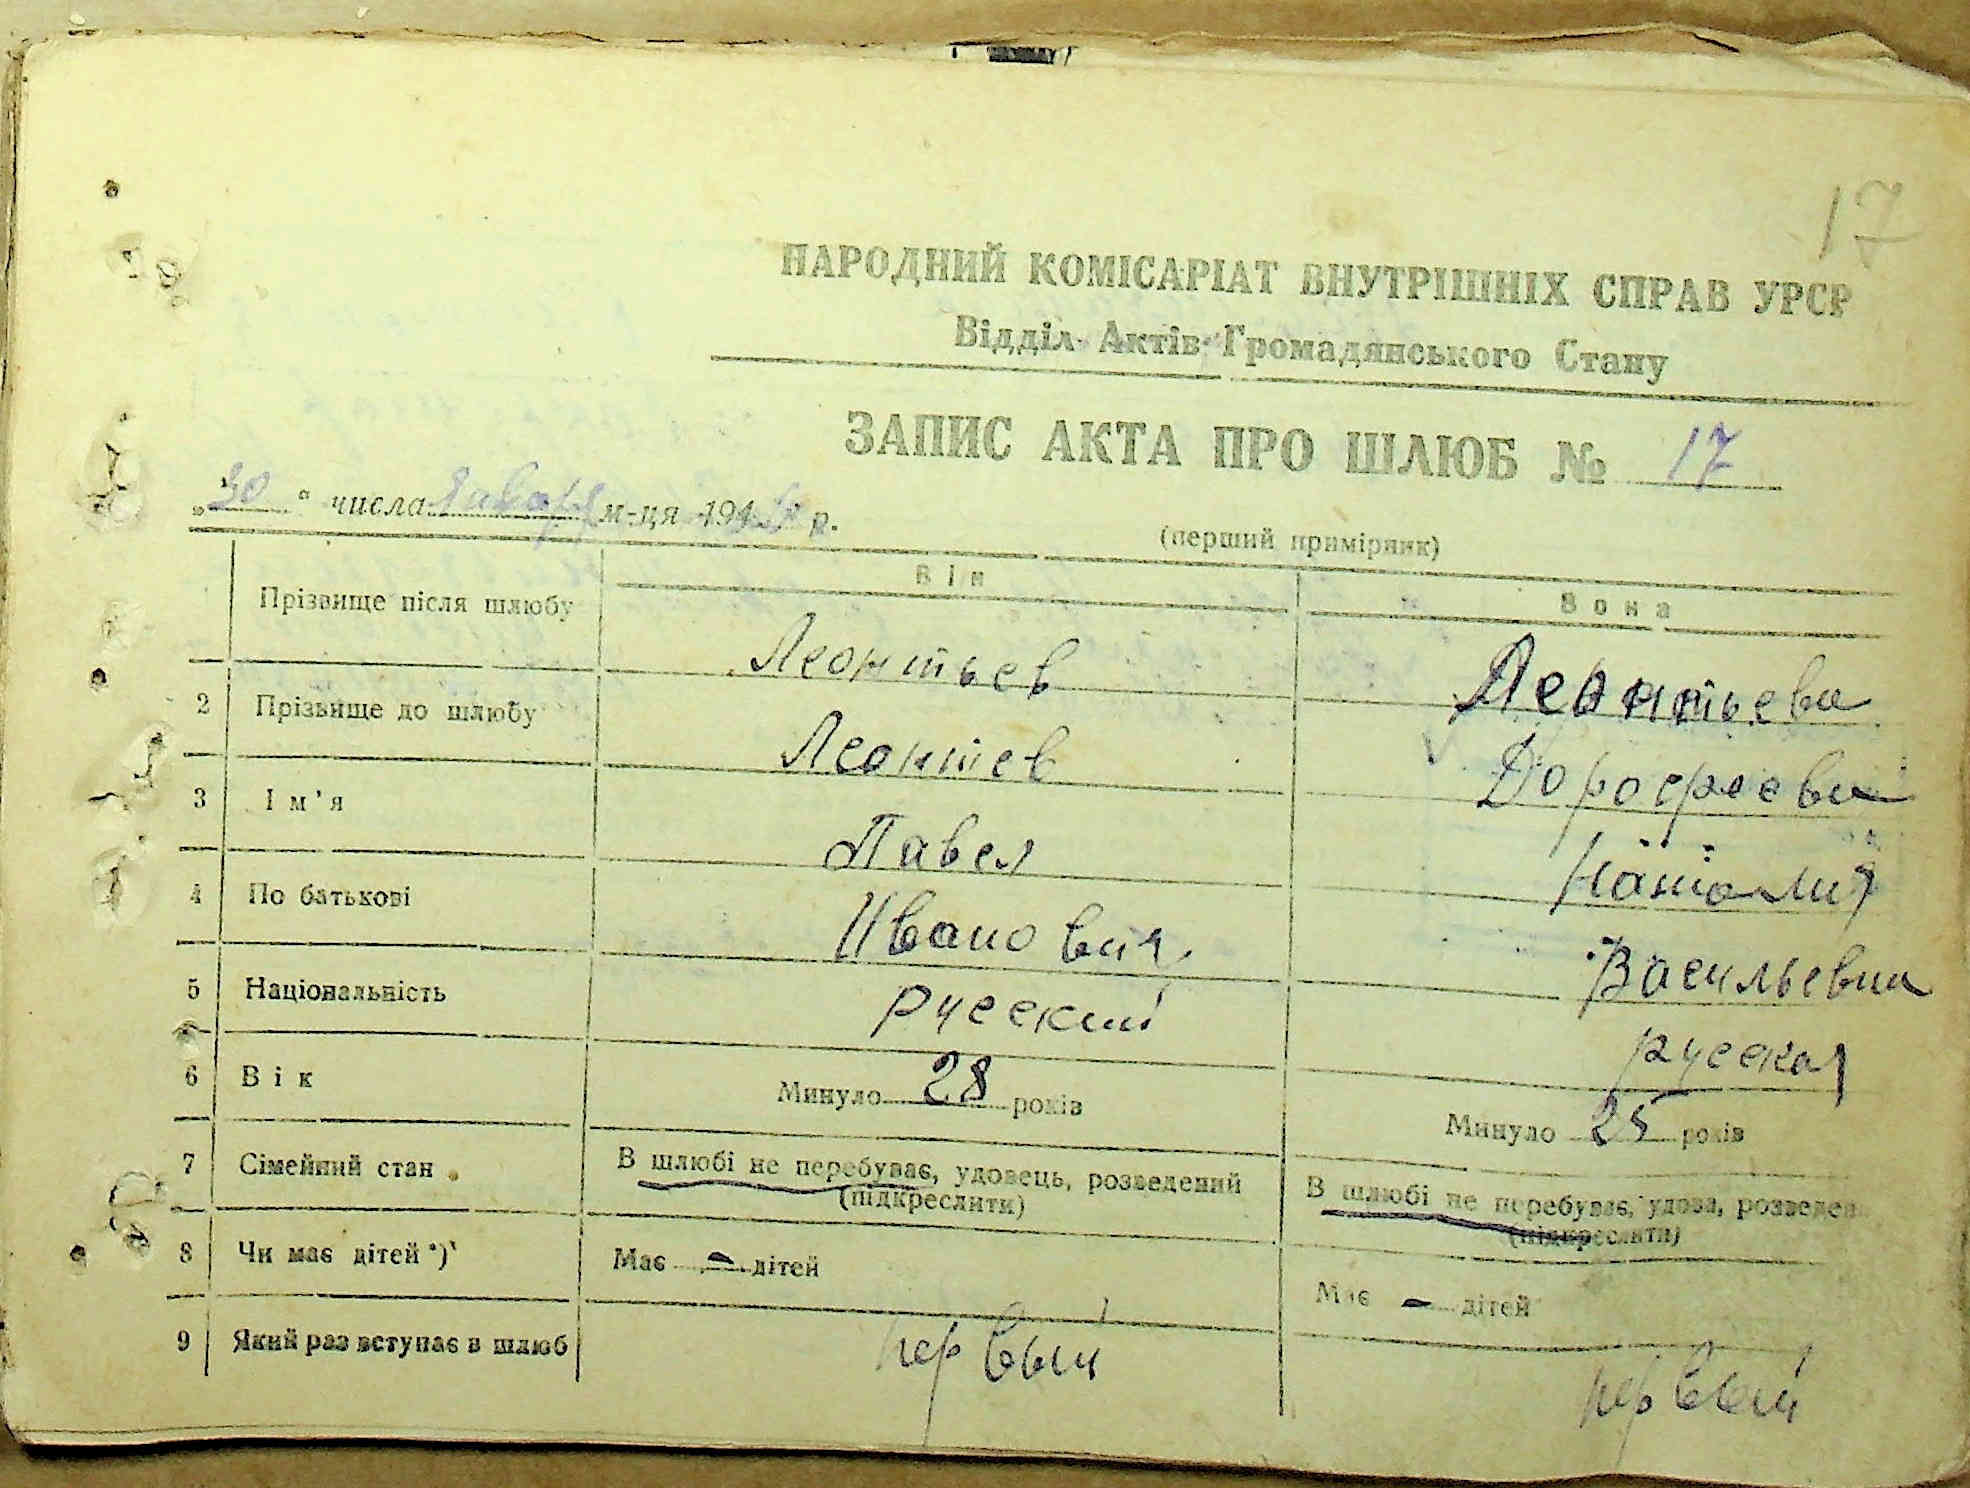 17
НАРОДНИЙ КОМІСАРІАТ ВНУТРІШНІХ СПРАВ УРСР
Відділ Актів Громадянського Стану
ЗАПИС АКТА ПРО ШЛЮБ № 17
„30" числа Января м-ця 194 р.
(перший примірник)
Він Вона
Прізвище після шлюбу Леонтьев Леонтьева
2 Прізвище до шлюбу Леонтев Дорофеева
3 Ім'я Павел Наталия
4 По батькові Иванович Васильевна
5 Національність русский русская
6 Вік Минуло 28 років Минуло 25 років
7 Сімейний стан В шлюбі не перебуває, удовець, розведений (підкреслити) В шлюбі не перебуває, удова, розведен (підкреслити)
8 Чи має дітей *) Має - дітей Має - дітей
9 Який раз вступає в шлюб первый первый